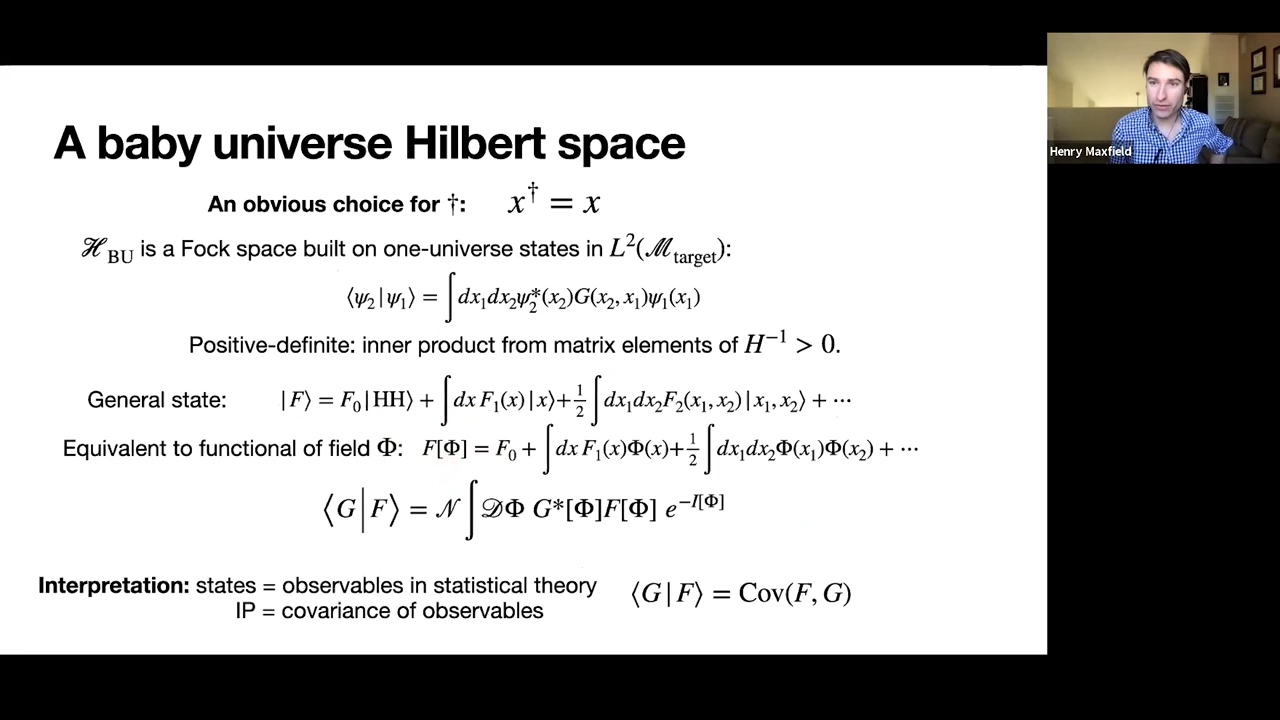 A baby universe Hilbert space
An obvious choice for †: x† = x
ℋ_BU is a Fock space built on one-universe states in L²(ℳ_target):
⟨ψ₂|ψ₁⟩ = ∫dx₁dx₂ψ₂*(x₂)G(x₂, x₁)ψ₁(x₁)
Positive-definite: inner product from matrix elements of H⁻¹ > 0.
General state: |F⟩ = F₀|HH⟩ + ∫dx F₁(x)|x⟩+½∫dx₁dx₂F₂(x₁, x₂)|x₁, x₂⟩ + ⋯
Equivalent to functional of field Φ: F[Φ] = F₀ + ∫dx F₁(x)Φ(x)+½∫dx₁dx₂Φ(x₁)Φ(x₂) + ⋯
⟨G|F⟩ = 𝒩∫𝒟Φ G*[Φ]F[Φ] e^{−I[Φ]}
Interpretation: states = observables in statistical theory
IP = covariance of observables
⟨G|F⟩ = Cov(F, G)
Henry Maxfield